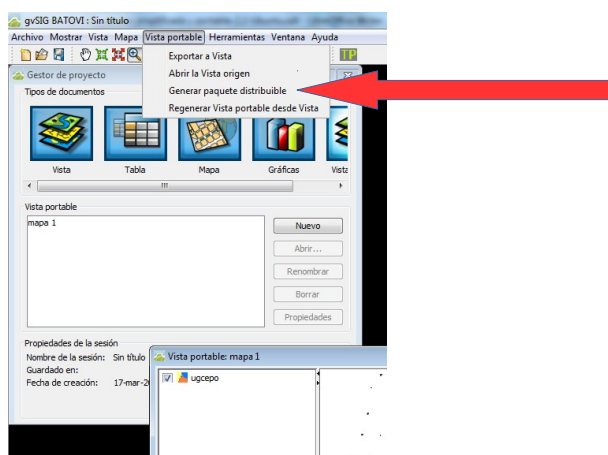 gvSIG BATOVI : Sin título
Archivo Mostrar Vista Mapa Vista portable Herramientas Ventana Ayuda
TP
Exportar a Vista
Abrir la Vista origen
Generar paquete distribuible
Regenerar Vista portable desde Vista
Gestor de proyecto
Tipos de documentos
Vista Tabla Mapa Gráficas Vista
Vista portable
mapa 1
Nuevo
Abrir...
Renombrar
Borrar
Propiedades
Propiedades de la sesión
Nombre de la sesión: Sin título
Guardado en:
Fecha de creación: 17-mar-20
Vista portable: mapa 1
ugcepo